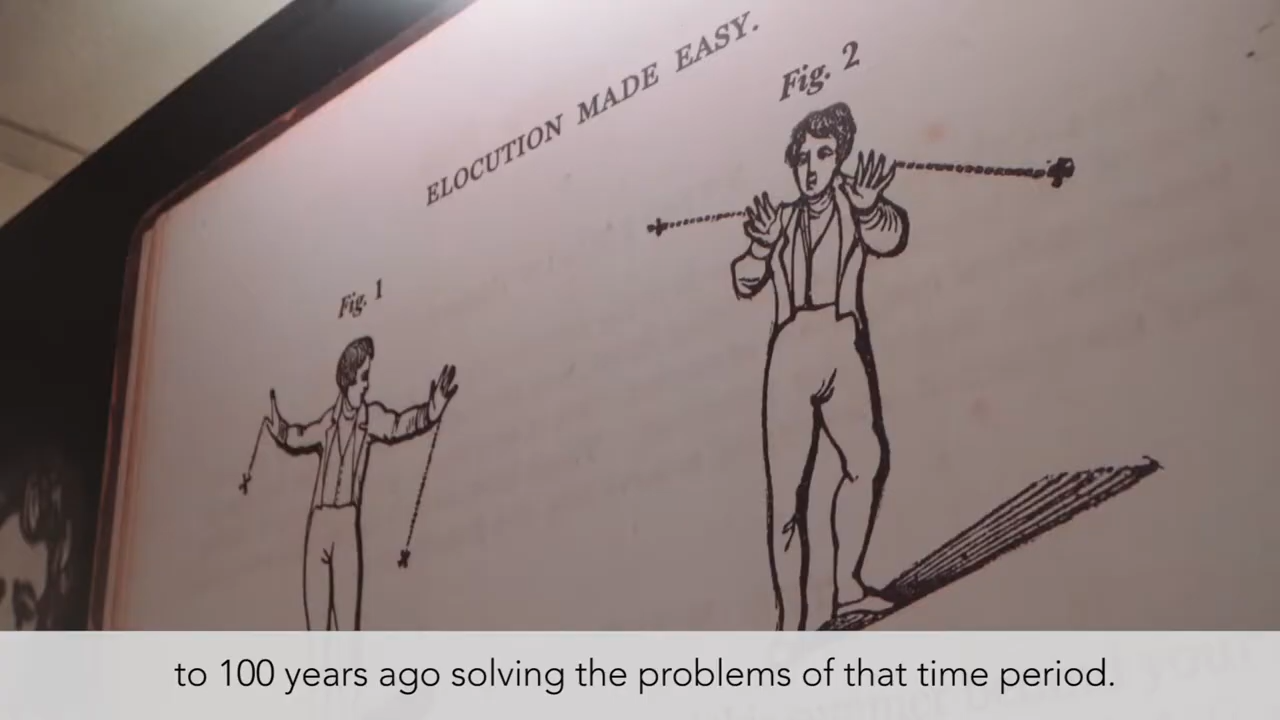 ELOCUTION MADE EASY.
Fig. 2
Fig. 1
to 100 years ago solving the problems of that time period.